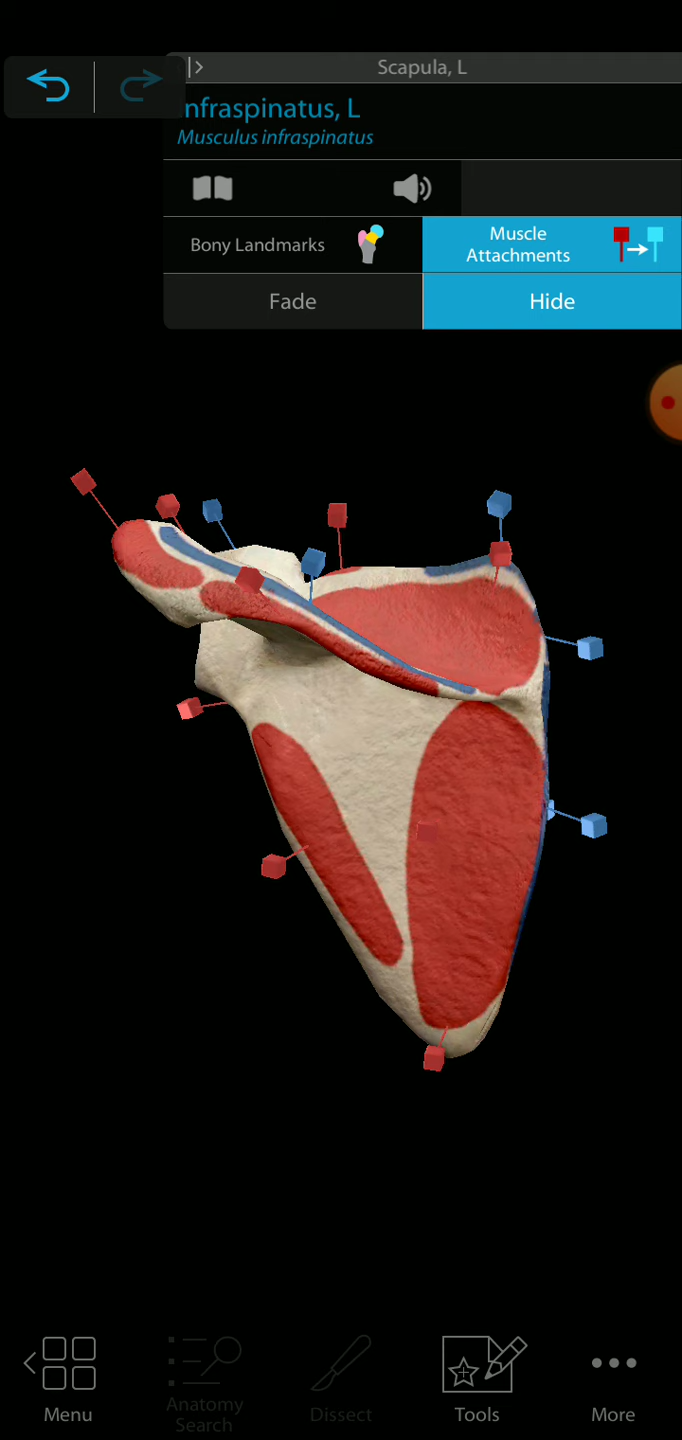 Scapula, L
nfraspinatus, L
Musculus infraspinatus
Bony Landmarks
Muscle
Attachments
Fade
Hide
Menu
Anatomy
Search
Dissect
Tools
More